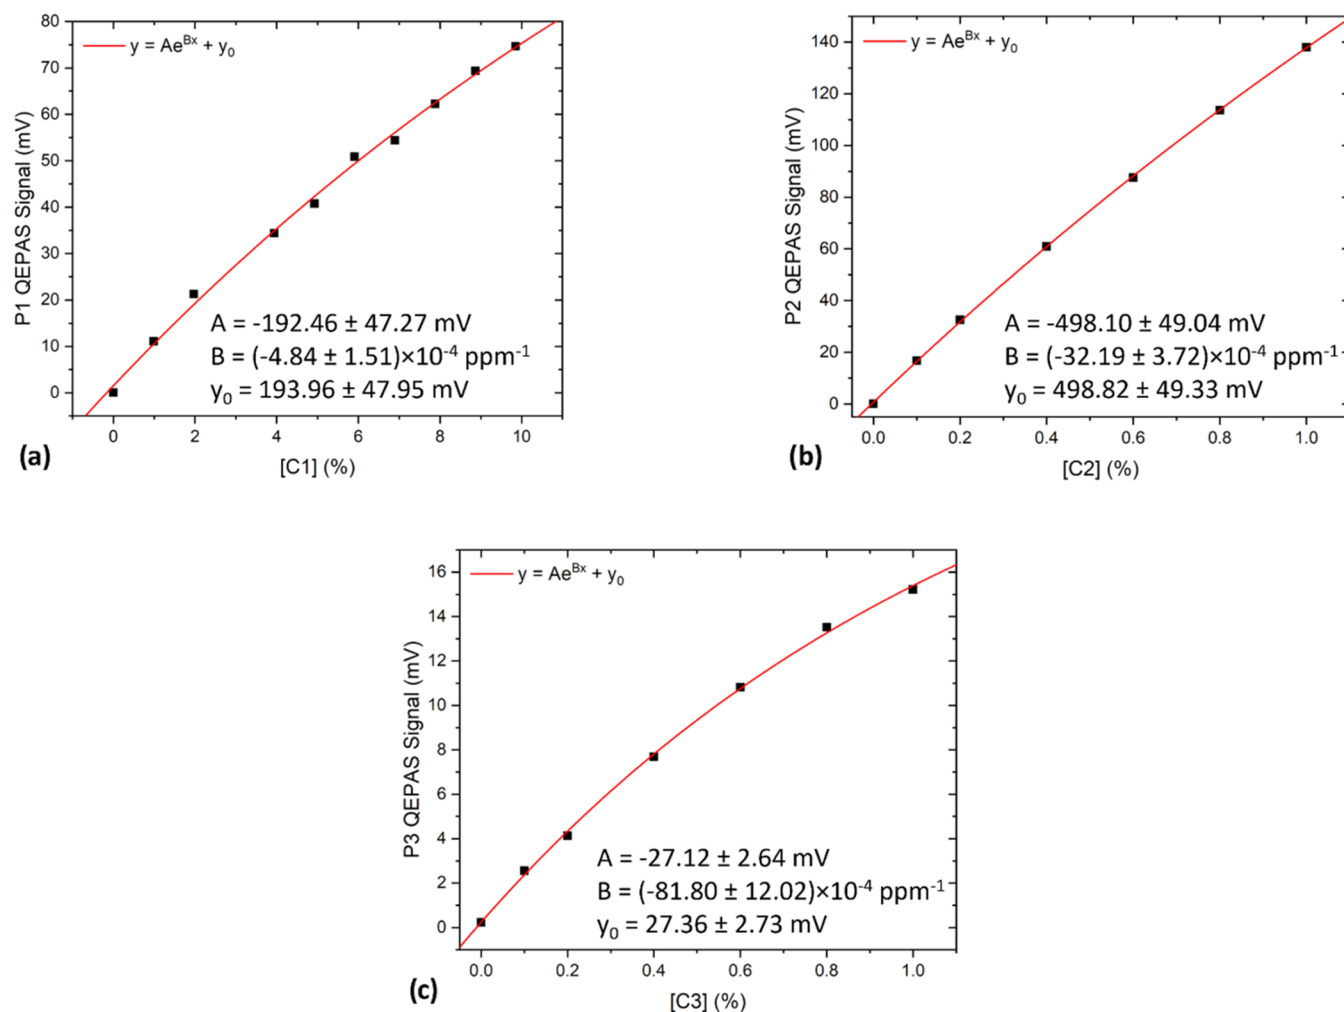 y = Ae^Bx + y₀
80
70
60
50
40
30
20
10
0
P1 QEPAS Signal (mV)
A = -192.46 ± 47.27 mV
B = (-4.84 ± 1.51)×10⁻⁴ ppm⁻¹
y₀ = 193.96 ± 47.95 mV
0 2 4 6 8 10
[C1] (%)
(a)
y = Ae^Bx + y₀
140
120
100
80
60
40
20
0
P2 QEPAS Signal (mV)
A = -498.10 ± 49.04 mV
B = (-32.19 ± 3.72)×10⁻⁴ ppm⁻¹
y₀ = 498.82 ± 49.33 mV
0.0 0.2 0.4 0.6 0.8 1.0
[C2] (%)
(b)
y = Ae^Bx + y₀
16
14
12
10
8
6
4
2
0
P3 QEPAS Signal (mV)
A = -27.12 ± 2.64 mV
B = (-81.80 ± 12.02)×10⁻⁴ ppm⁻¹
y₀ = 27.36 ± 2.73 mV
0.0 0.2 0.4 0.6 0.8 1.0
[C3] (%)
(c)